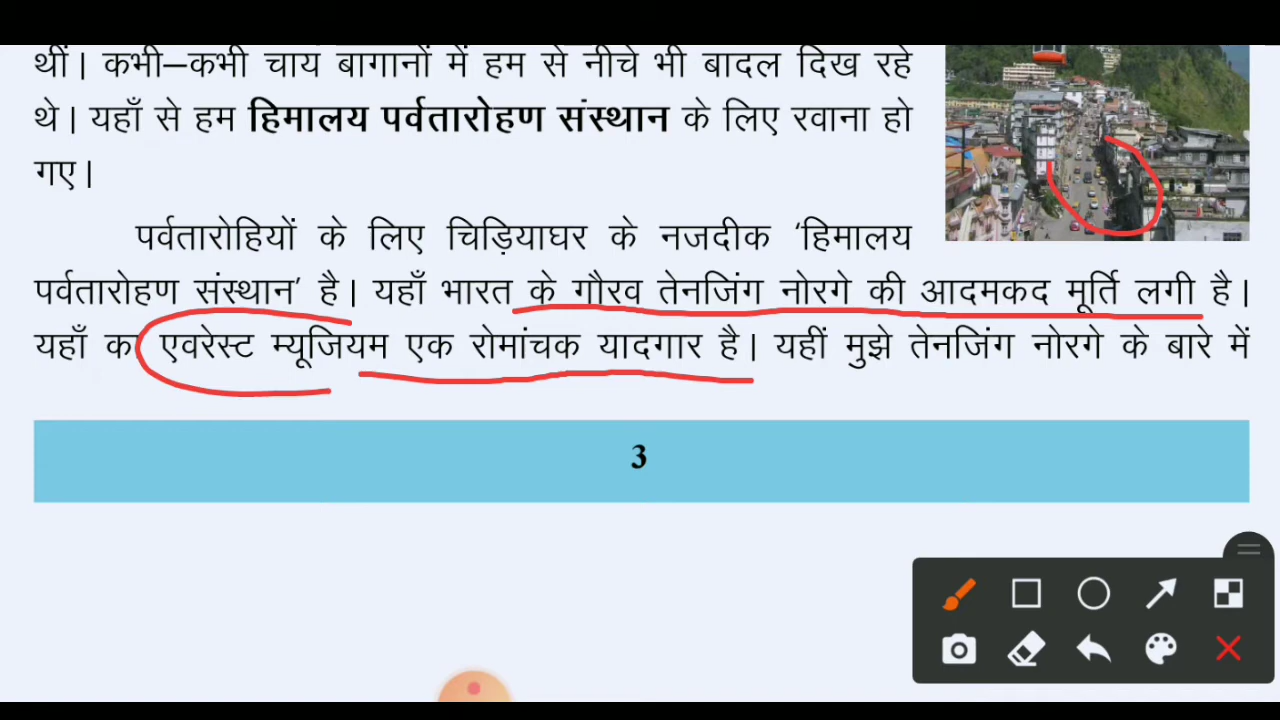 थीं। कभी–कभी चाय बागानों में हम से नीचे भी बादल दिख रहे
थे। यहाँ से हम हिमालय पर्वतारोहण संस्थान के लिए रवाना हो
गए।
पर्वतारोहियों के लिए चिड़ियाघर के नजदीक 'हिमालय
पर्वतारोहण संस्थान' है। यहाँ भारत के गौरव तेनजिंग नोरगे की आदमकद मूर्ति लगी है।
यहाँ का एवरेस्ट म्यूजियम एक रोमांचक यादगार है। यहीं मुझे तेनजिंग नोरगे के बारे में
3